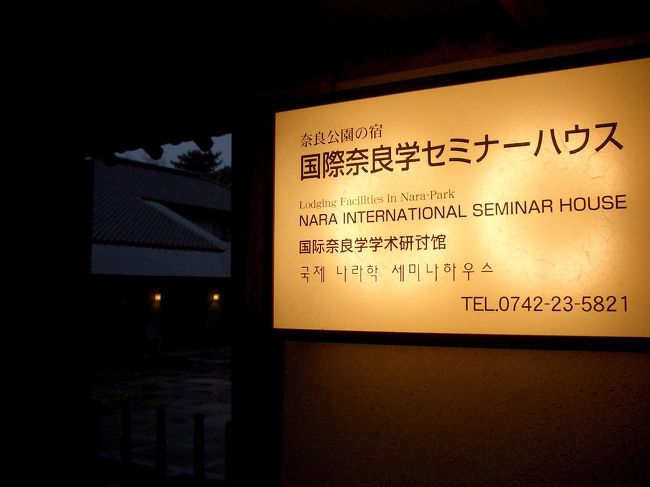 奈良公園の宿
国際奈良学セミナーハウス
Lodging Facilities in Nara-Park
NARA INTERNATIONAL SEMINAR HOUSE
国际奈良学学术研讨馆
국제 나라학 세미나하우스
TEL.0742-23-5821